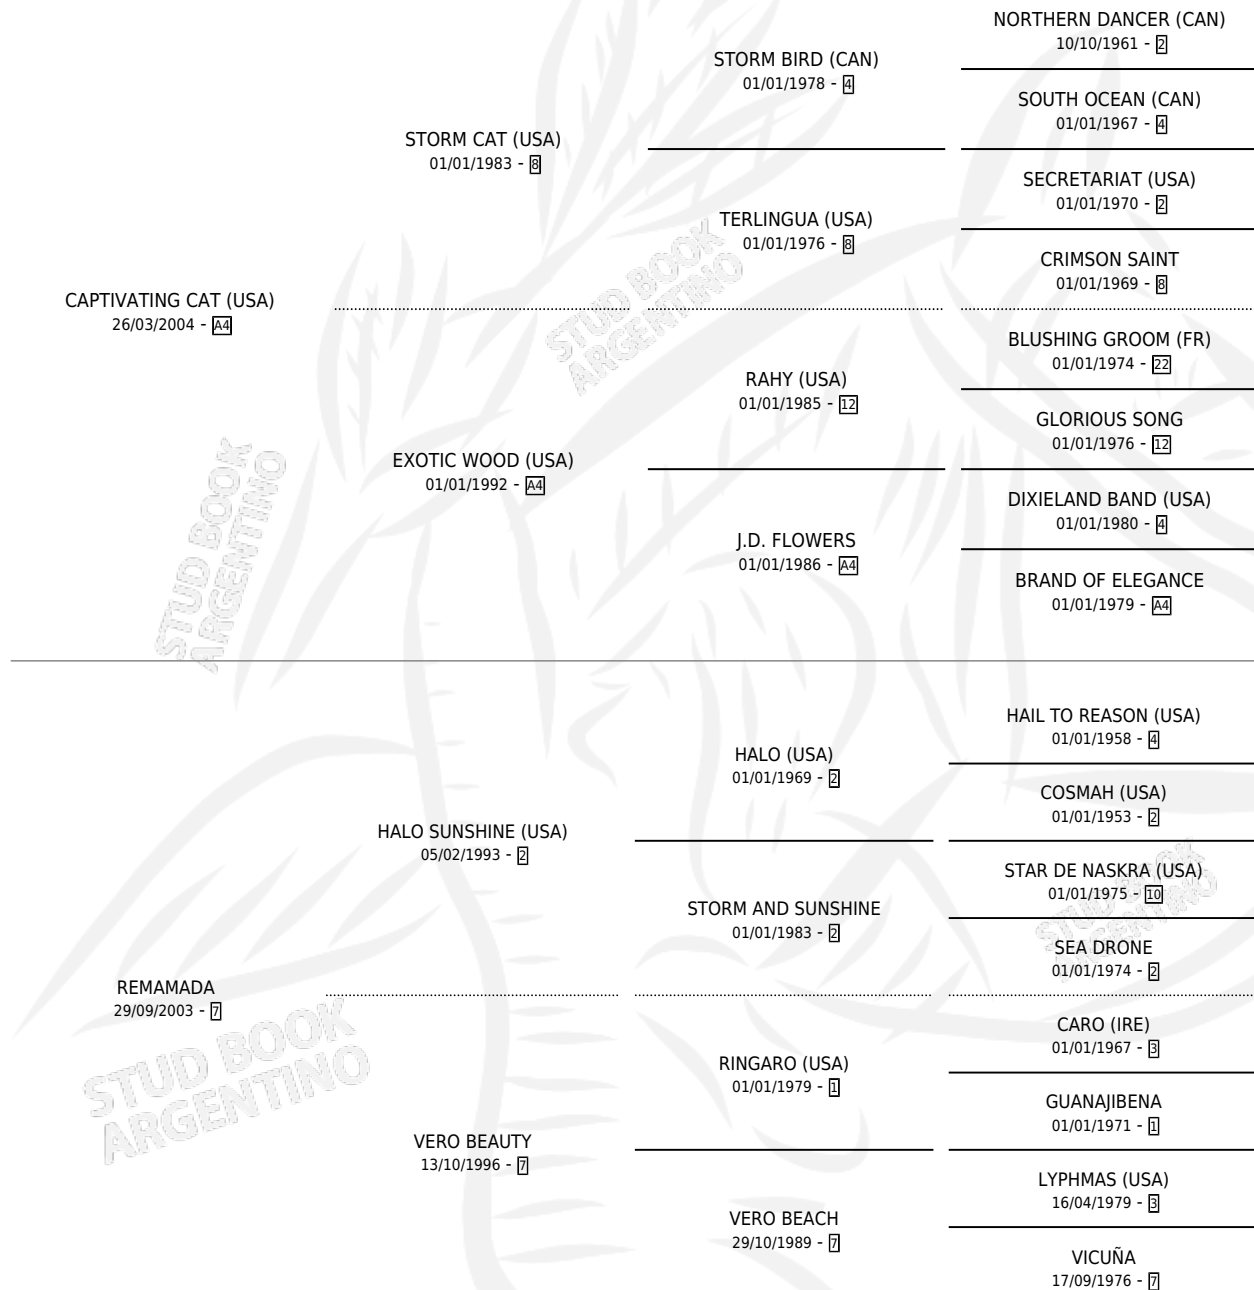 NORTHERN DANCER (CAN)
10/10/1961 - 2
STORM BIRD (CAN)
01/01/1978 - 4
SOUTH OCEAN (CAN)
01/01/1967 - 4
STORM CAT (USA)
01/01/1983 - 8
SECRETARIAT (USA)
01/01/1970 - 2
TERLINGUA (USA)
01/01/1976 - 8
CRIMSON SAINT
01/01/1969 - 8
CAPTIVATING CAT (USA)
26/03/2004 - A4
BLUSHING GROOM (FR)
01/01/1974 - 22
RAHY (USA)
01/01/1985 - 12
GLORIOUS SONG
01/01/1976 - 12
EXOTIC WOOD (USA)
01/01/1992 - A4
DIXIELAND BAND (USA)
01/01/1980 - 4
J.D. FLOWERS
01/01/1986 - A4
BRAND OF ELEGANCE
01/01/1979 - A4
HAIL TO REASON (USA)
01/01/1958 - 4
HALO (USA)
01/01/1969 - 2
COSMAH (USA)
01/01/1953 - 2
HALO SUNSHINE (USA)
05/02/1993 - 2
STAR DE NASKRA (USA)
01/01/1975 - 10
STORM AND SUNSHINE
01/01/1983 - 2
SEA DRONE
01/01/1974 - 2
REMAMADA
29/09/2003 - 7
CARO (IRE)
01/01/1967 - 3
RINGARO (USA)
01/01/1979 - 1
GUANAJIBENA
01/01/1971 - 1
VERO BEAUTY
13/10/1996 - 7
LYPHMAS (USA)
16/04/1979 - 3
VERO BEACH
29/10/1989 - 7
VICUÑA
17/09/1976 - 7
STUD BOOK
ARGENTINO
STUD BOOK
ARGENTINO
STUD BOOK
ARGENTINO
STUD BOOK
ARGENTINO